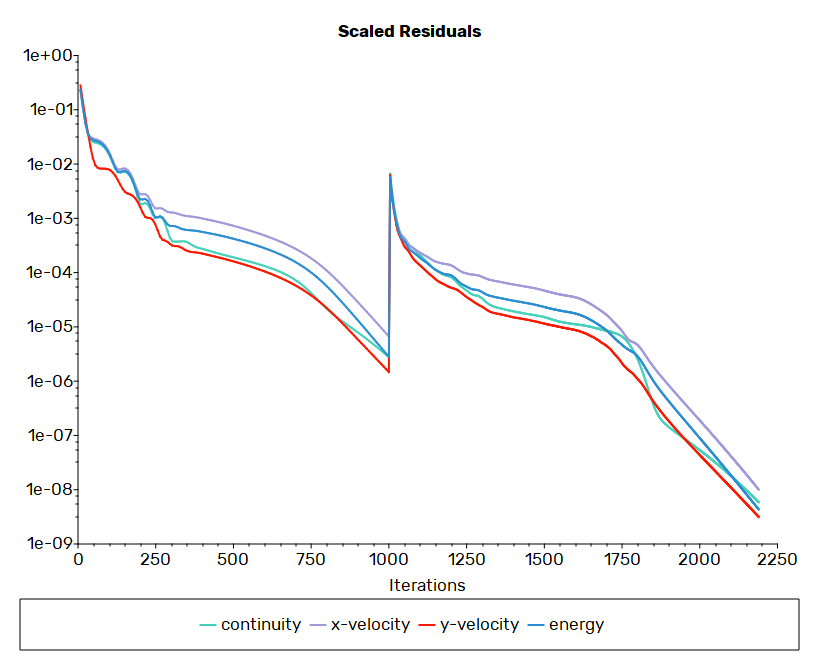 Scaled Residuals
1e+00
1e-01
1e-02
1e-03
1e-04
1e-05
1e-06
1e-07
1e-08
1e-09
0 250 500 750 1000 1250 1500 1750 2000 2250
Iterations
continuity x-velocity y-velocity energy